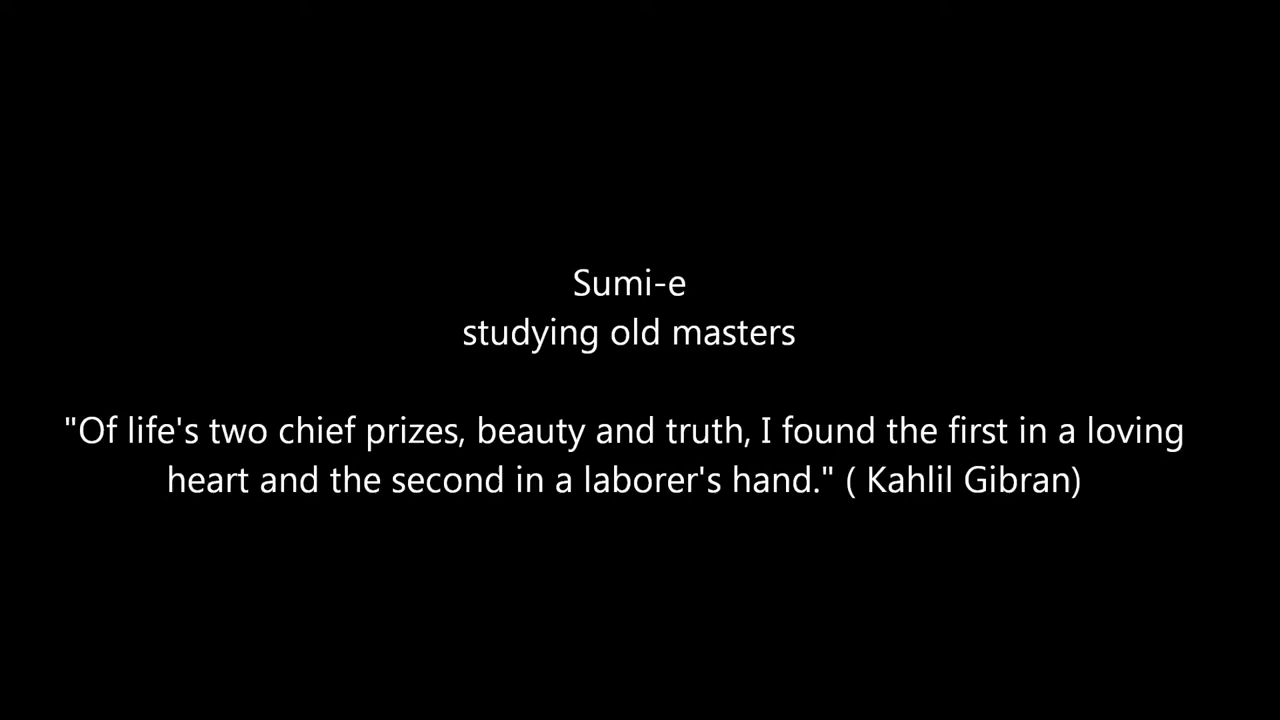 Sumi-e
studying old masters
"Of life's two chief prizes, beauty and truth, I found the first in a loving
heart and the second in a laborer's hand." ( Kahlil Gibran)